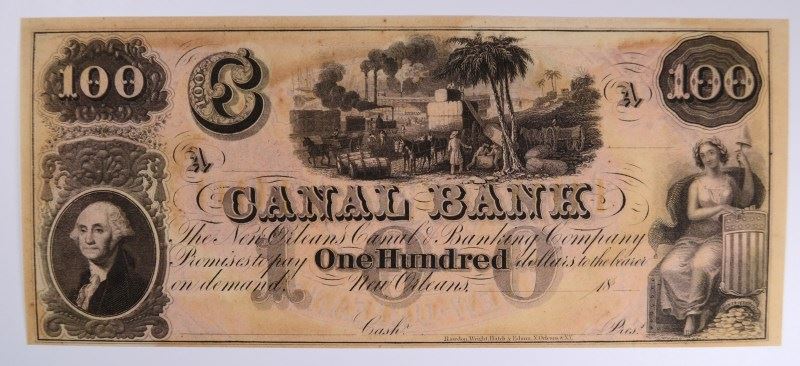 100
100
100
CANAL BANK
The New Orleans Canal & Banking Company
Promises to pay One Hundred dollars to the bearer
on demand. New Orleans, 18
Cash.r Pres.t
Rawdon, Wright, Hatch & Edson, N. Orleans & N.Y.